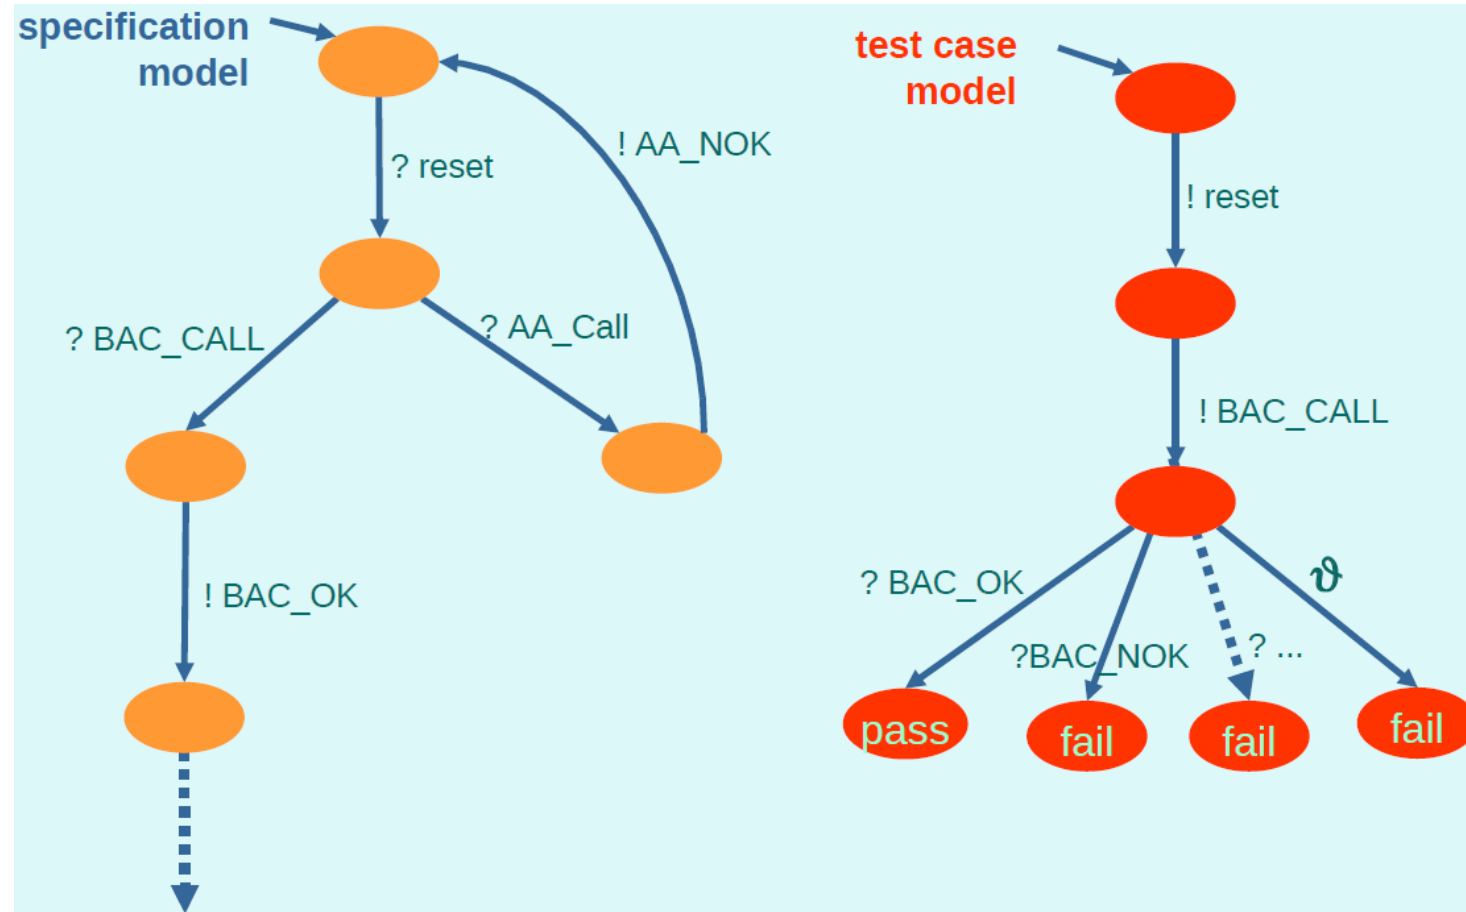 specification
model
? reset
! AA_NOK
? BAC_CALL
? AA_Call
! BAC_OK
test case
model
! reset
! BAC_CALL
? BAC_OK
?BAC_NOK
? ...
ϑ
pass
fail
fail
fail